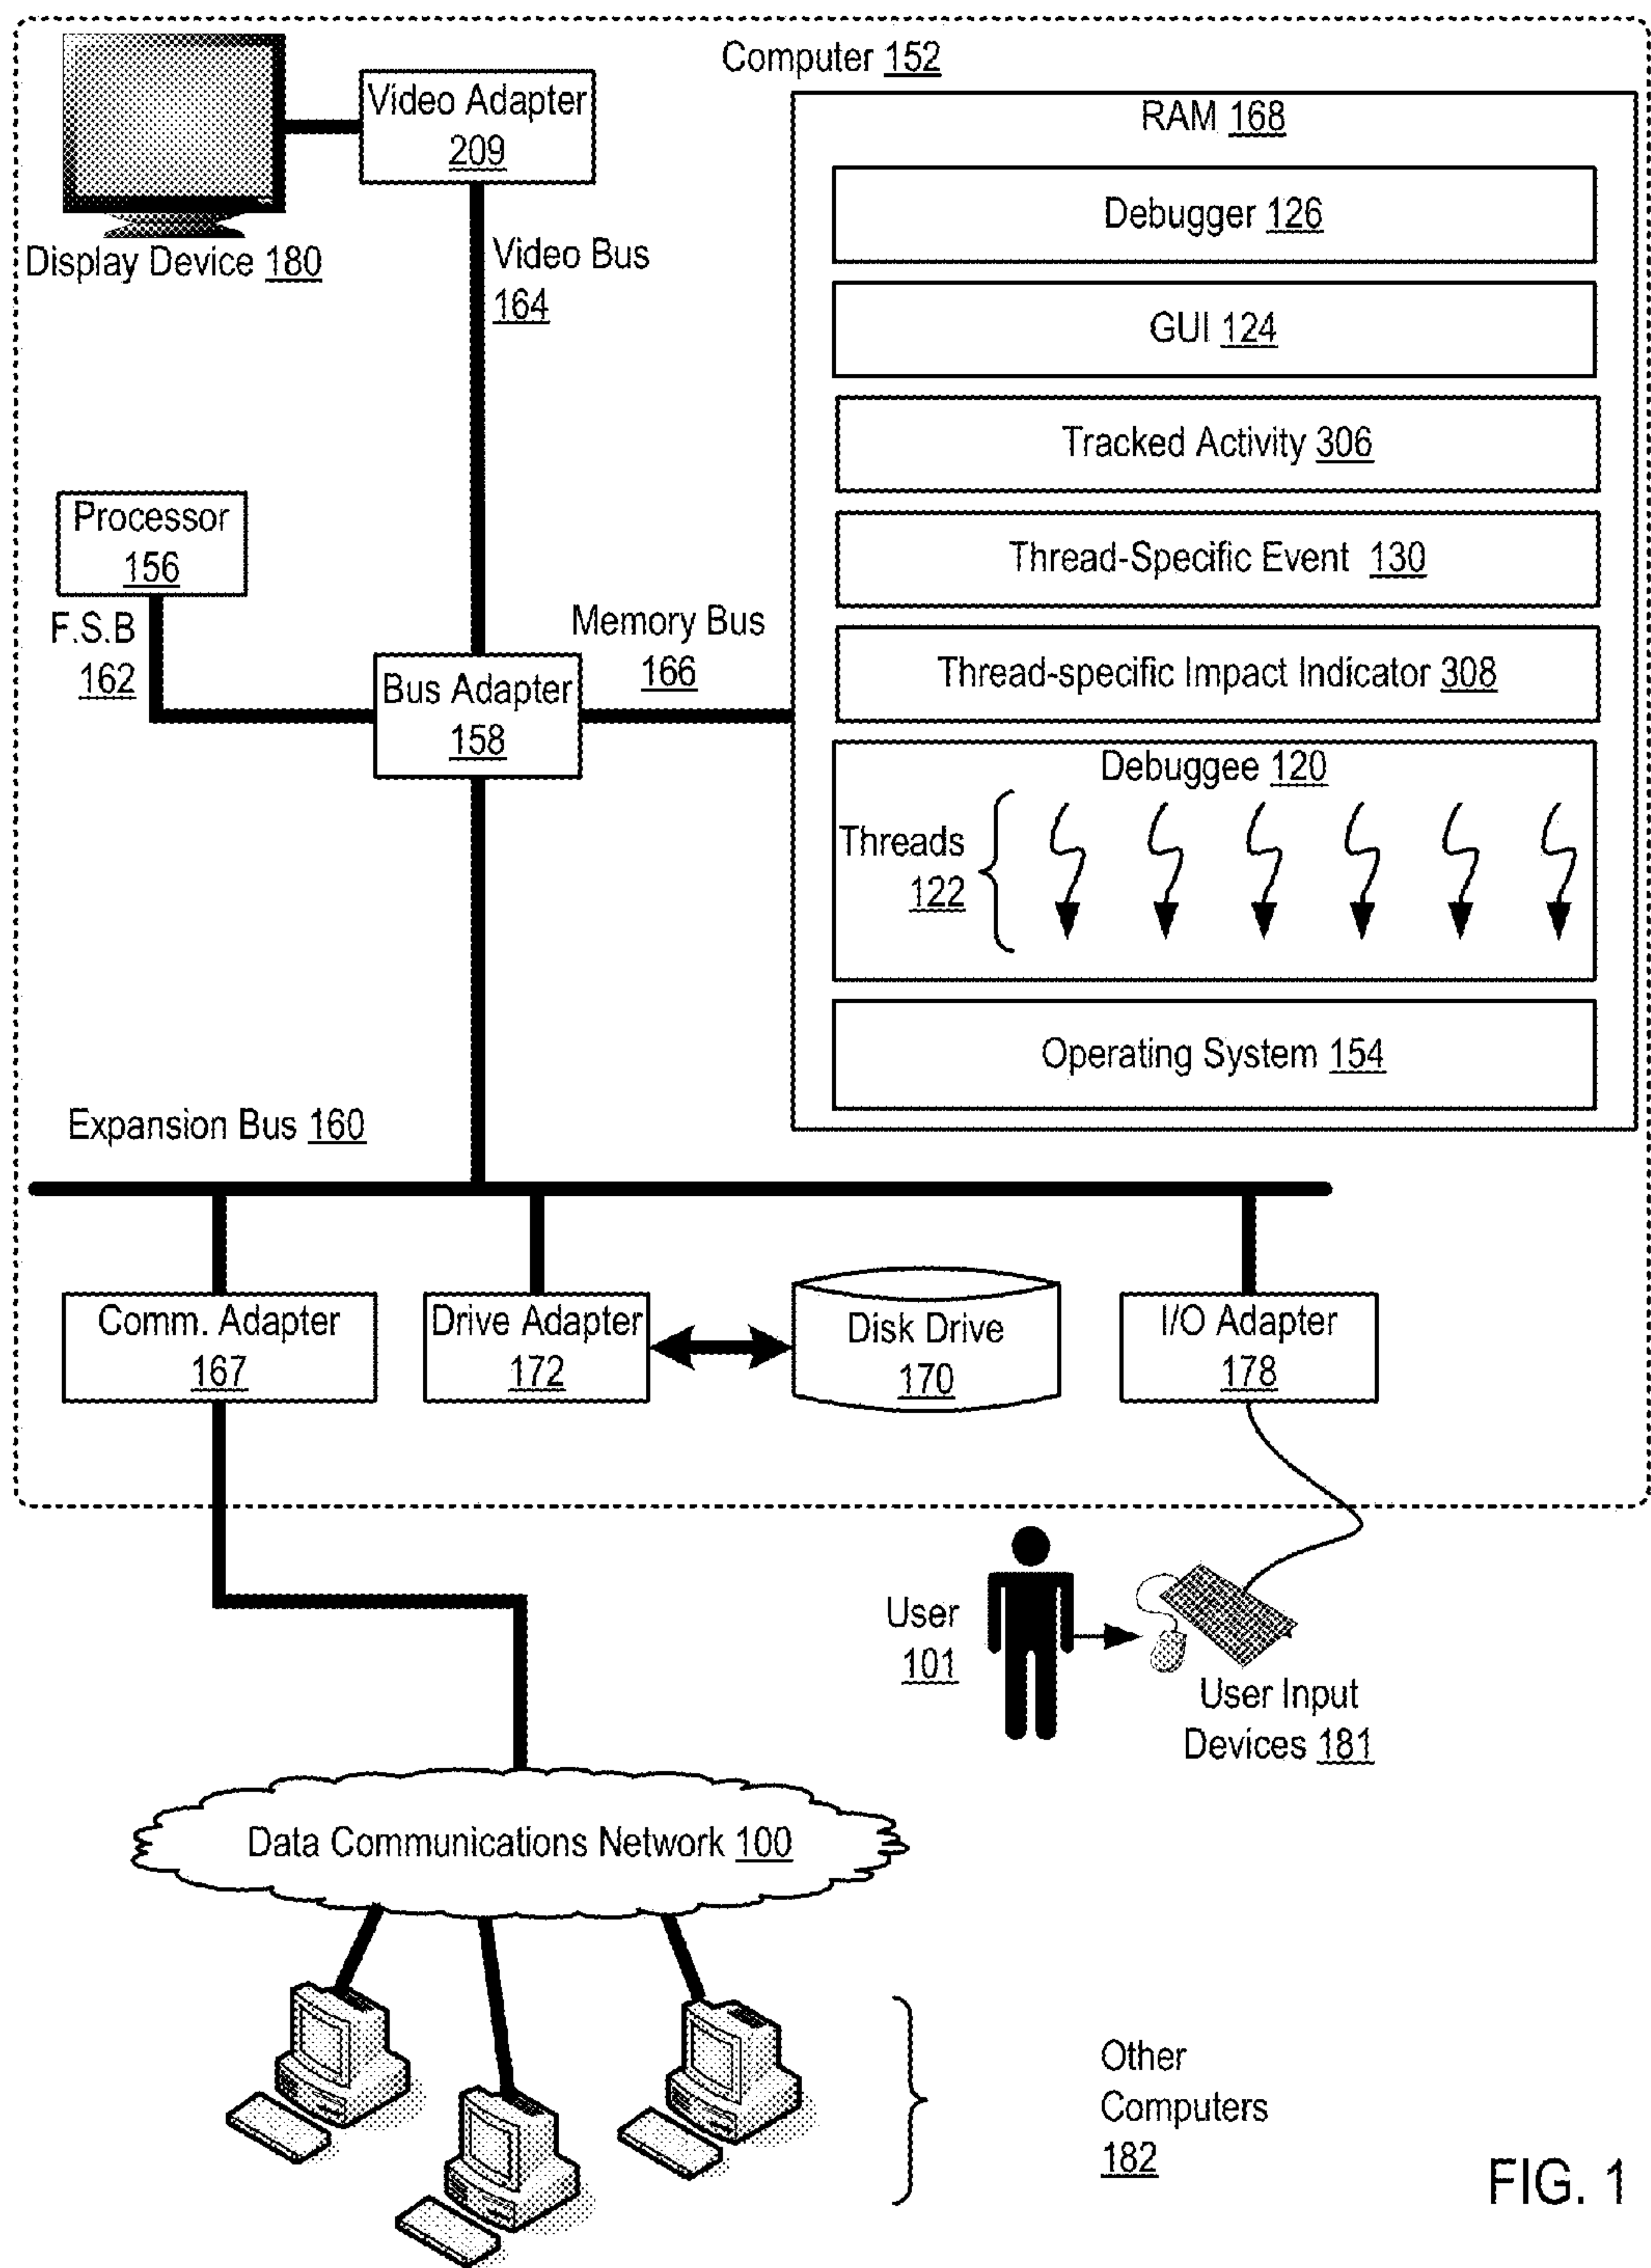 Computer 152
Video Adapter
209
Display Device 180
Video Bus
164
RAM 168
Debugger 126
GUI 124
Tracked Activity 306
Thread-Specific Event 130
Thread-specific Impact Indicator 308
Debuggee 120
Threads
122
Operating System 154
Processor
156
F.S.B
162
Memory Bus
166
Bus Adapter
158
Expansion Bus 160
Comm. Adapter
167
Drive Adapter
172
Disk Drive
170
I/O Adapter
178
User
101
User Input
Devices 181
Data Communications Network 100
Other
Computers
182
FIG. 1